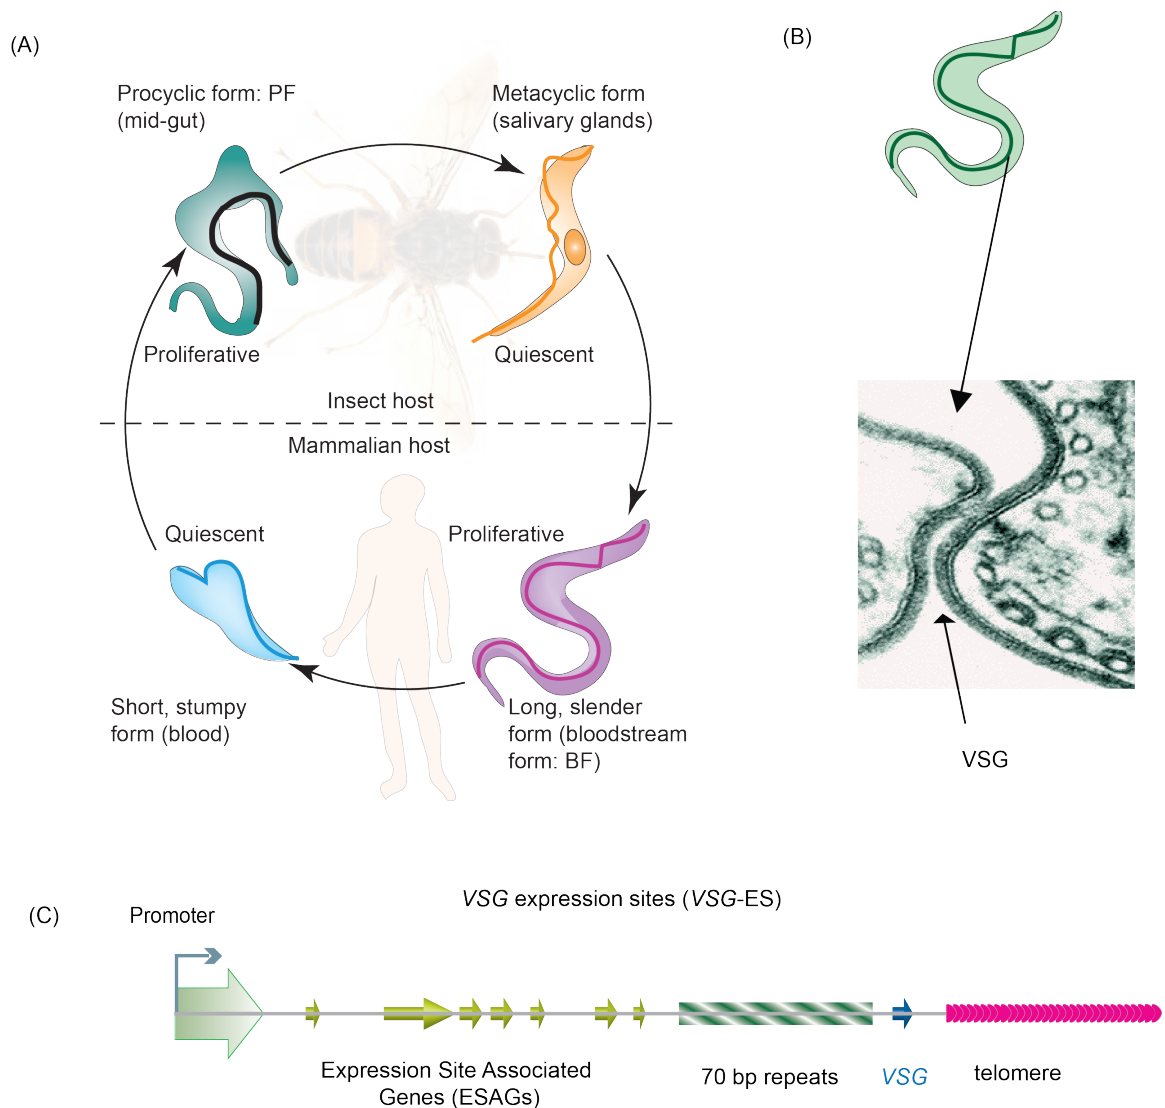 (A)
Procyclic form: PF
(mid-gut)
Metacyclic form
(salivary glands)
Proliferative
Quiescent
Insect host
Mammalian host
Quiescent
Proliferative
Short, stumpy
form (blood)
Long, slender
form (bloodstream
form: BF)
(B)
VSG
(C)
VSG expression sites (VSG-ES)
Promoter
Expression Site Associated
Genes (ESAGs)
70 bp repeats
VSG
telomere